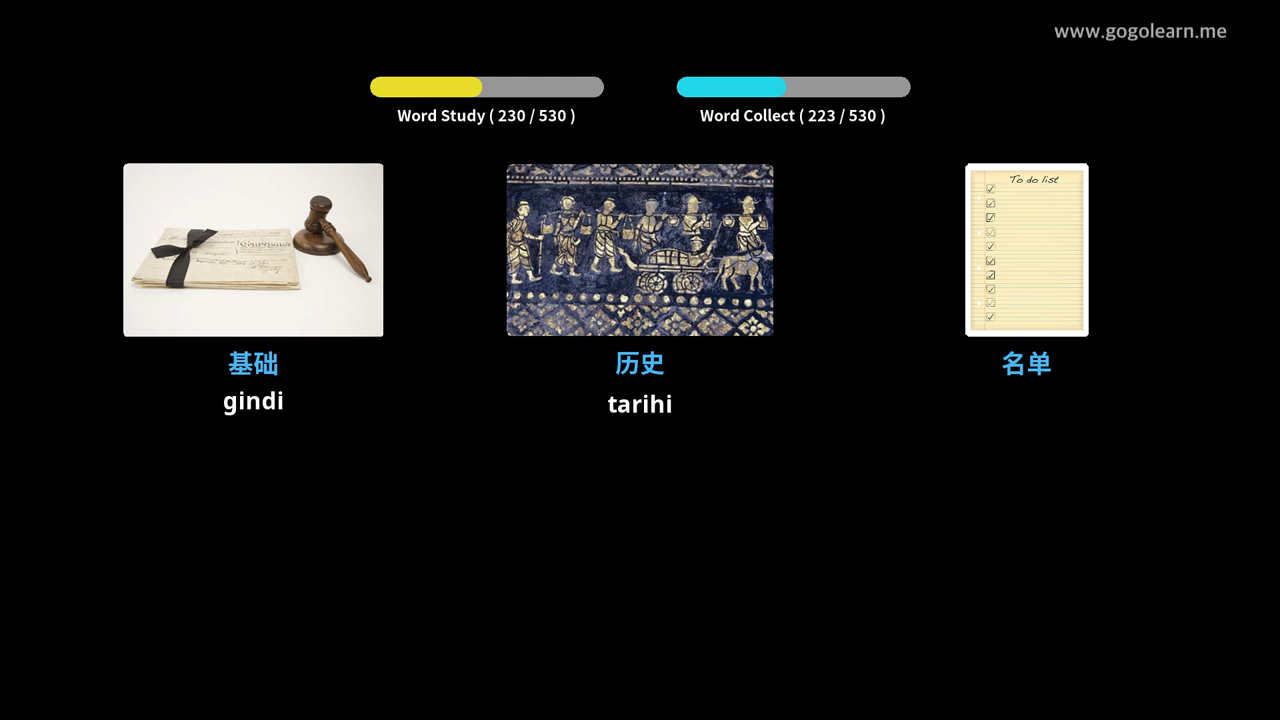 www.gogolearn.me
Word Study ( 230 / 530 )
Word Collect ( 223 / 530 )
To do list
基础
历史
名单
gindi
tarihi